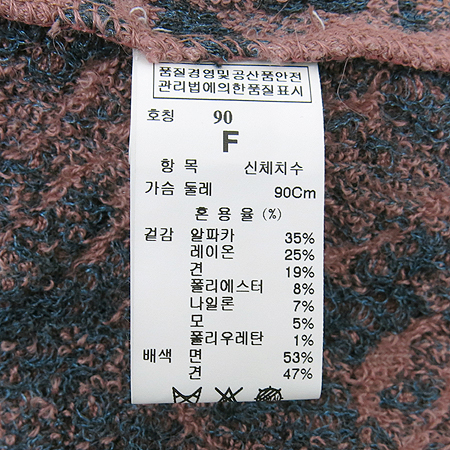 품질경영및공산품안전
관리법에의한품질표시
호칭 90
F
항 목 신체치수
가슴 둘레 90Cm
혼 용 율 (%)
겉감 알파카 35%
레이온 25%
견 19%
폴리에스터 8%
나일론 7%
모 5%
폴리우레탄 1%
배색 면 53%
견 47%